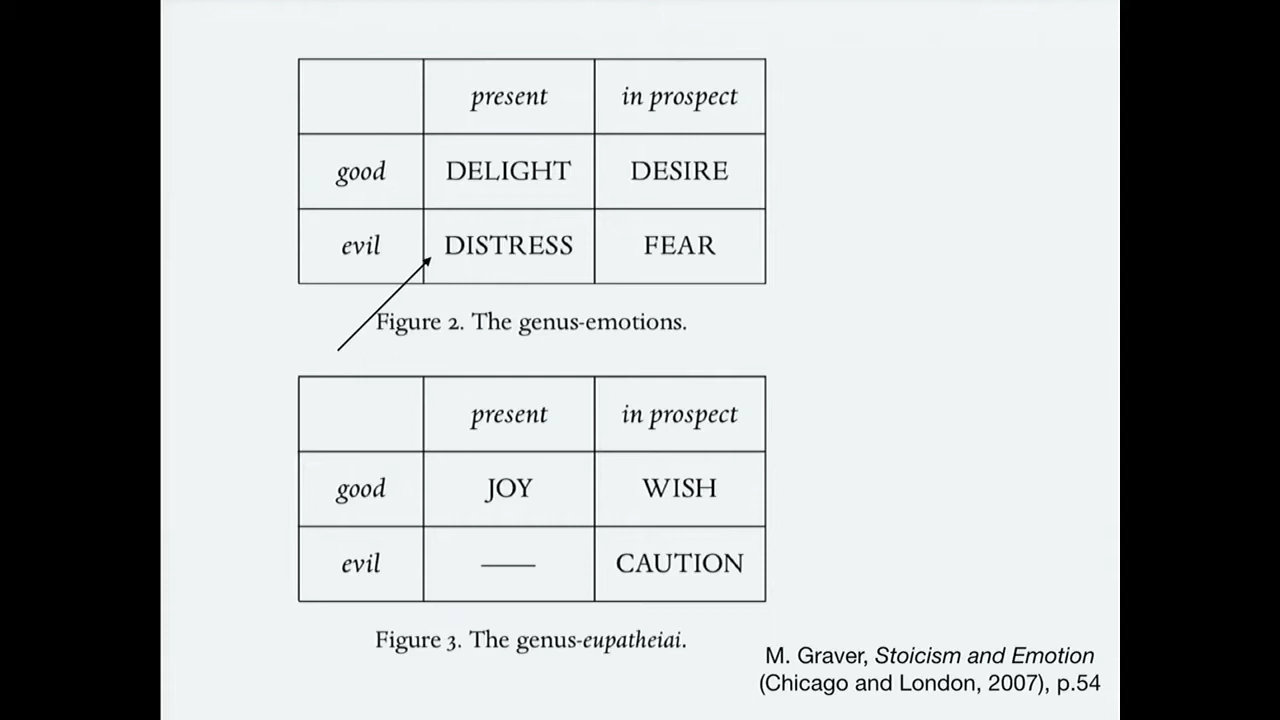 present in prospect
good DELIGHT DESIRE
evil DISTRESS FEAR
Figure 2. The genus-emotions.
present in prospect
good JOY WISH
evil —— CAUTION
Figure 3. The genus-eupatheiai.
M. Graver, Stoicism and Emotion
(Chicago and London, 2007), p.54